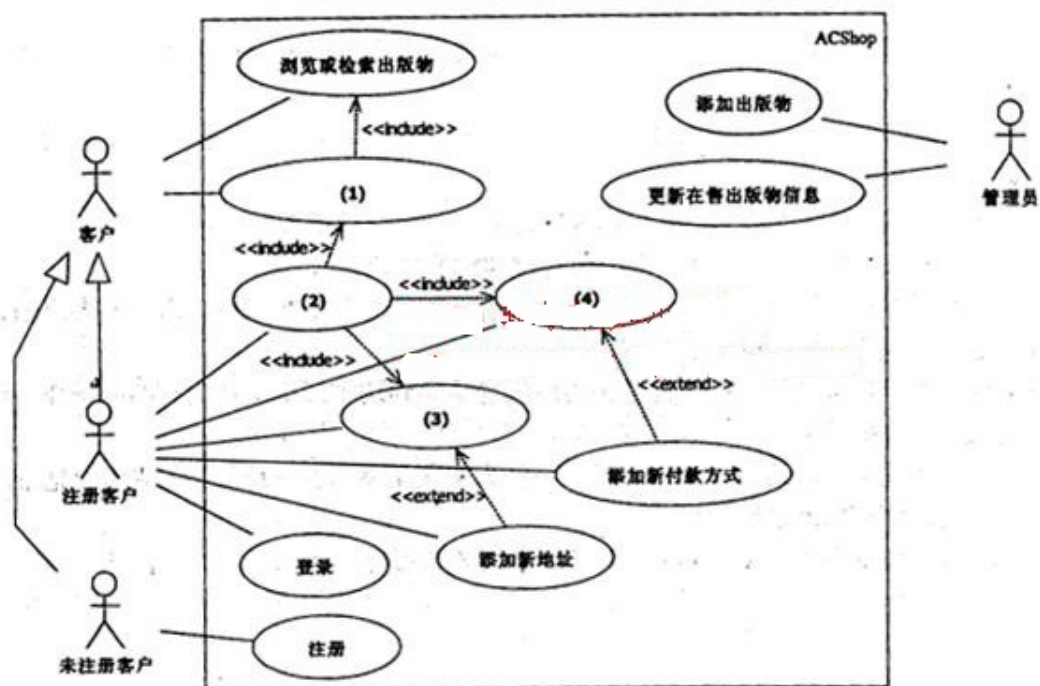 ACShop
浏览或检索出版物
添加出版物
<<include>>
(1)
更新在售出版物信息
管理员
客户
<<include>>
<<include>>
(2)
(4)
<<include>>
<<extend>>
(3)
注册客户
添加新付款方式
<<extend>>
登录
添加新地址
注册
未注册客户